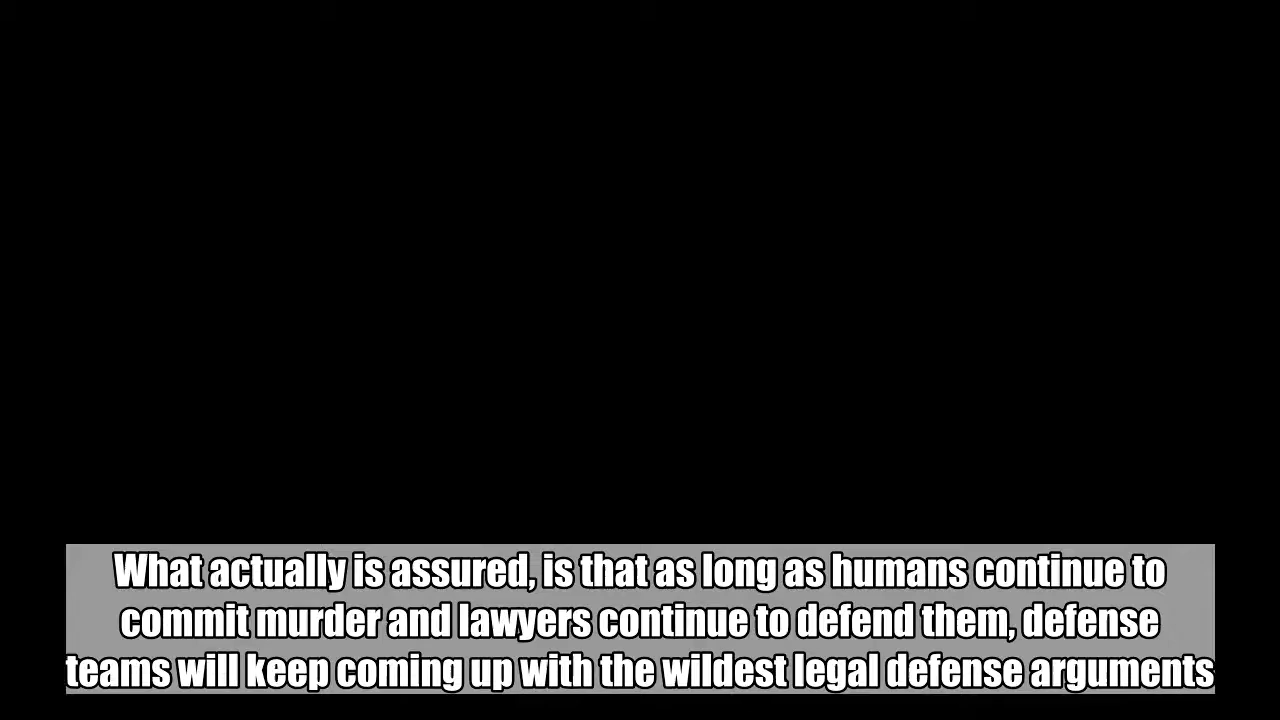 What actually is assured, is that as long as humans continue to
commit murder and lawyers continue to defend them, defense
teams will keep coming up with the wildest legal defense arguments